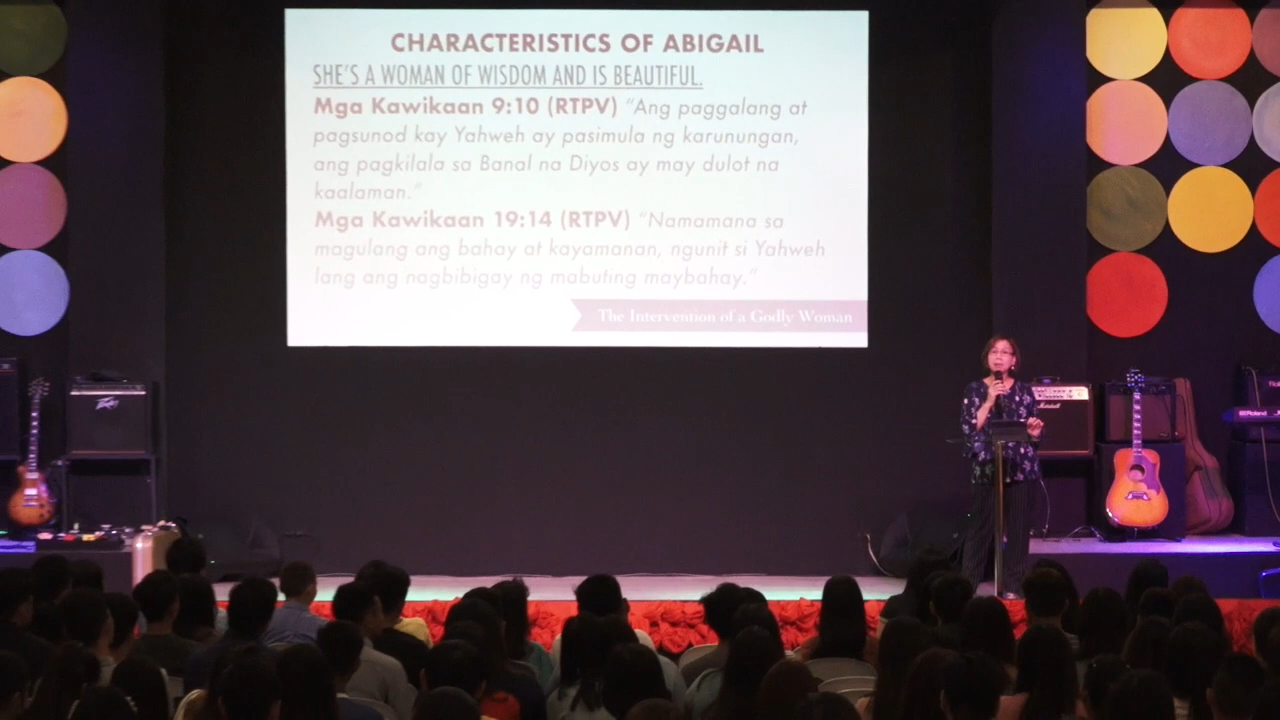 CHARACTERISTICS OF ABIGAIL
SHE'S A WOMAN OF WISDOM AND IS BEAUTIFUL.
Mga Kawikaan 9:10 (RTPV) "Ang paggalang at
pagsunod kay Yahweh ay pasimula ng karunungan,
ang pagkilala sa Banal na Diyos ay may dulot na
kaalaman."
Mga Kawikaan 19:14 (RTPV) "Namamana sa
magulang ang bahay at kayamanan, ngunit si Yahweh
lang ang nagbibigay ng mabuting maybahay."
The Intervention of a Godly Woman
Peavey
Marshall
Roland